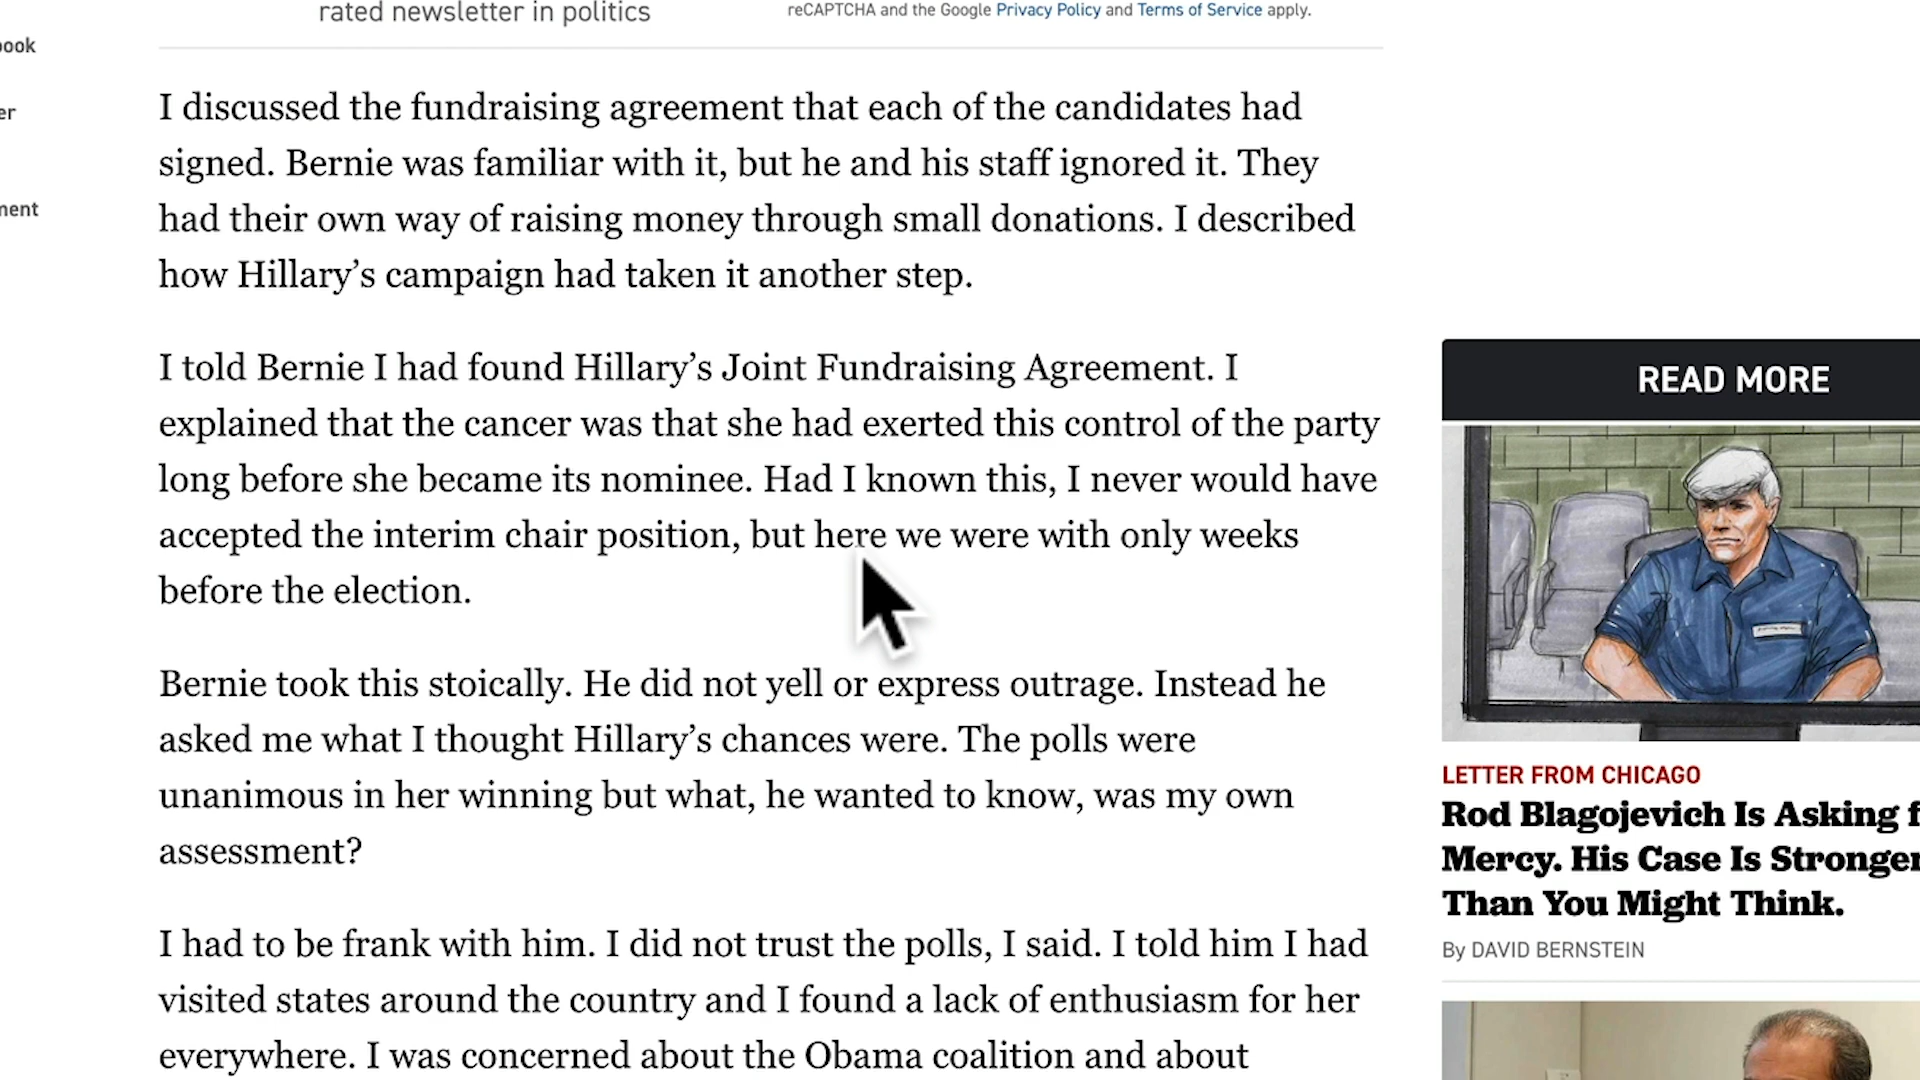 rated newsletter in politics
reCAPTCHA and the Google Privacy Policy and Terms of Service apply.
I discussed the fundraising agreement that each of the candidates had
signed. Bernie was familiar with it, but he and his staff ignored it. They
had their own way of raising money through small donations. I described
how Hillary’s campaign had taken it another step.
I told Bernie I had found Hillary’s Joint Fundraising Agreement. I
explained that the cancer was that she had exerted this control of the party
long before she became its nominee. Had I known this, I never would have
accepted the interim chair position, but here we were with only weeks
before the election.
Bernie took this stoically. He did not yell or express outrage. Instead he
asked me what I thought Hillary’s chances were. The polls were
unanimous in her winning but what, he wanted to know, was my own
assessment?
I had to be frank with him. I did not trust the polls, I said. I told him I had
visited states around the country and I found a lack of enthusiasm for her
everywhere. I was concerned about the Obama coalition and about
READ MORE
LETTER FROM CHICAGO
Rod Blagojevich Is Asking f
Mercy. His Case Is Stronger
Than You Might Think.
By DAVID BERNSTEIN